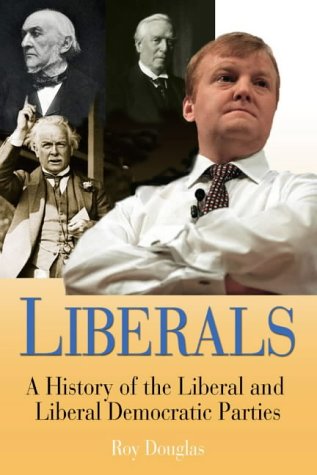 LIBERALS
A History of the Liberal and
Liberal Democratic Parties
Roy Douglas